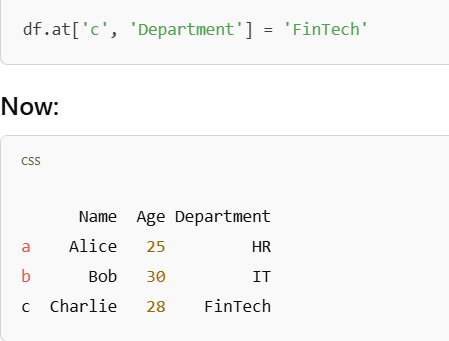 df.at['c', 'Department'] = 'FinTech'
Now:
css
Name Age Department
a Alice 25 HR
b Bob 30 IT
c Charlie 28 FinTech